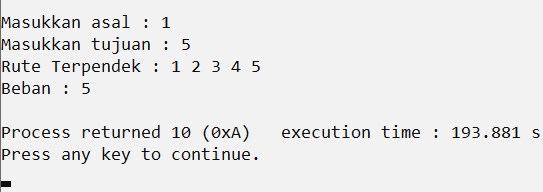 Masukkan asal : 1
Masukkan tujuan : 5
Rute Terpendek : 1 2 3 4 5
Beban : 5
Process returned 10 (0xA)   execution time : 193.881 s
Press any key to continue.